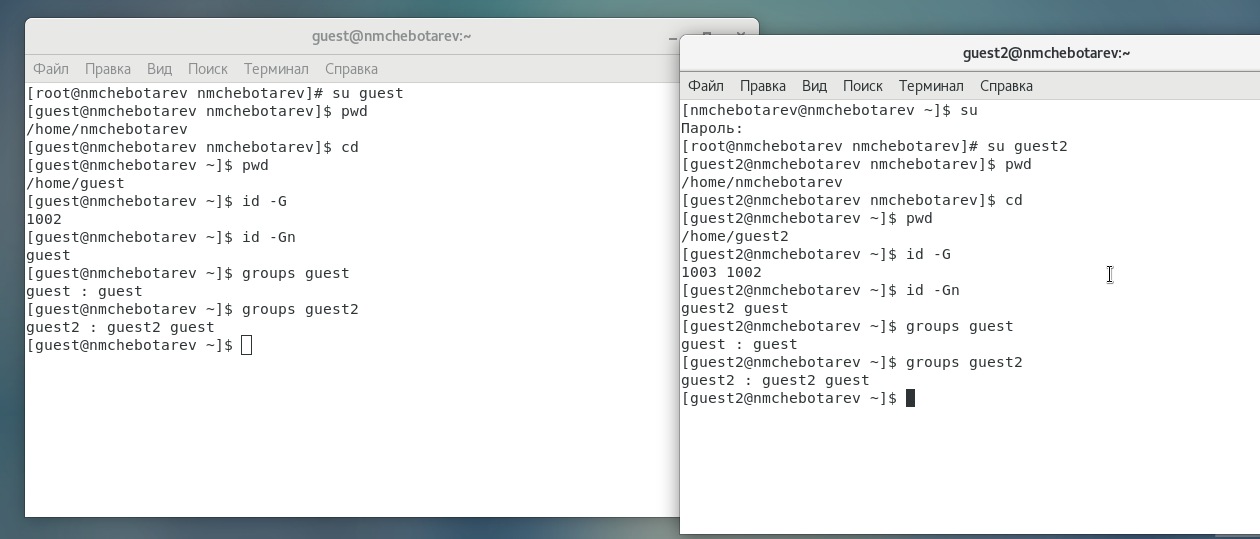 guest@nmchebotarev:~
Файл Правка Вид Поиск Терминал Справка
[root@nmchebotarev nmchebotarev]# su guest
[guest@nmchebotarev nmchebotarev]$ pwd
/home/nmchebotarev
[guest@nmchebotarev nmchebotarev]$ cd
[guest@nmchebotarev ~]$ pwd
/home/guest
[guest@nmchebotarev ~]$ id -G
1002
[guest@nmchebotarev ~]$ id -Gn
guest
[guest@nmchebotarev ~]$ groups guest
guest : guest
[guest@nmchebotarev ~]$ groups guest2
guest2 : guest2 guest
[guest@nmchebotarev ~]$
guest2@nmchebotarev:~
Файл Правка Вид Поиск Терминал Справка
[nmchebotarev@nmchebotarev ~]$ su
Пароль:
[root@nmchebotarev nmchebotarev]# su guest2
[guest2@nmchebotarev nmchebotarev]$ pwd
/home/nmchebotarev
[guest2@nmchebotarev nmchebotarev]$ cd
[guest2@nmchebotarev ~]$ pwd
/home/guest2
[guest2@nmchebotarev ~]$ id -G
1003 1002
[guest2@nmchebotarev ~]$ id -Gn
guest2 guest
[guest2@nmchebotarev ~]$ groups guest
guest : guest
[guest2@nmchebotarev ~]$ groups guest2
guest2 : guest2 guest
[guest2@nmchebotarev ~]$